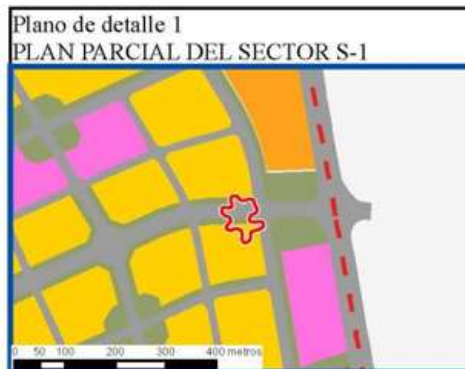 Plano de detalle 1
PLAN PARCIAL DEL SECTOR S-1
0 50 100 200 300 400 metros